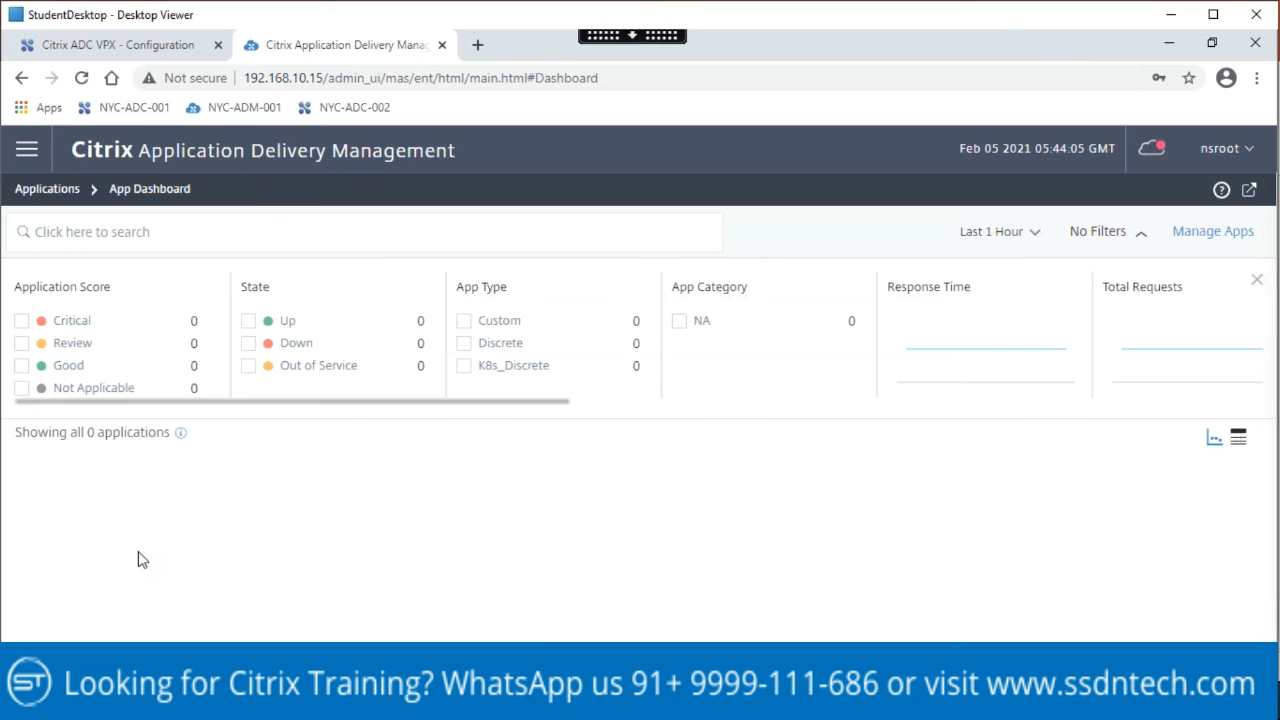 StudentDesktop - Desktop Viewer
Citrix ADC VPX - Configuration
Citrix Application Delivery Manag
Not secure 192.168.10.15/admin_ui/mas/ent/html/main.html#Dashboard
Apps NYC-ADC-001 NYC-ADM-001 NYC-ADC-002
Citrix Application Delivery Management
Feb 05 2021 05:44:05 GMT
nsroot
Applications App Dashboard
Click here to search
Last 1 Hour
No Filters
Manage Apps
Application Score
Critical 0
Review 0
Good 0
Not Applicable 0
State
Up 0
Down 0
Out of Service 0
App Type
Custom 0
Discrete 0
K8s_Discrete 0
App Category
NA 0
Response Time
Total Requests
Showing all 0 applications
ST Looking for Citrix Training? WhatsApp us 91+ 9999-111-686 or visit www.ssdntech.com